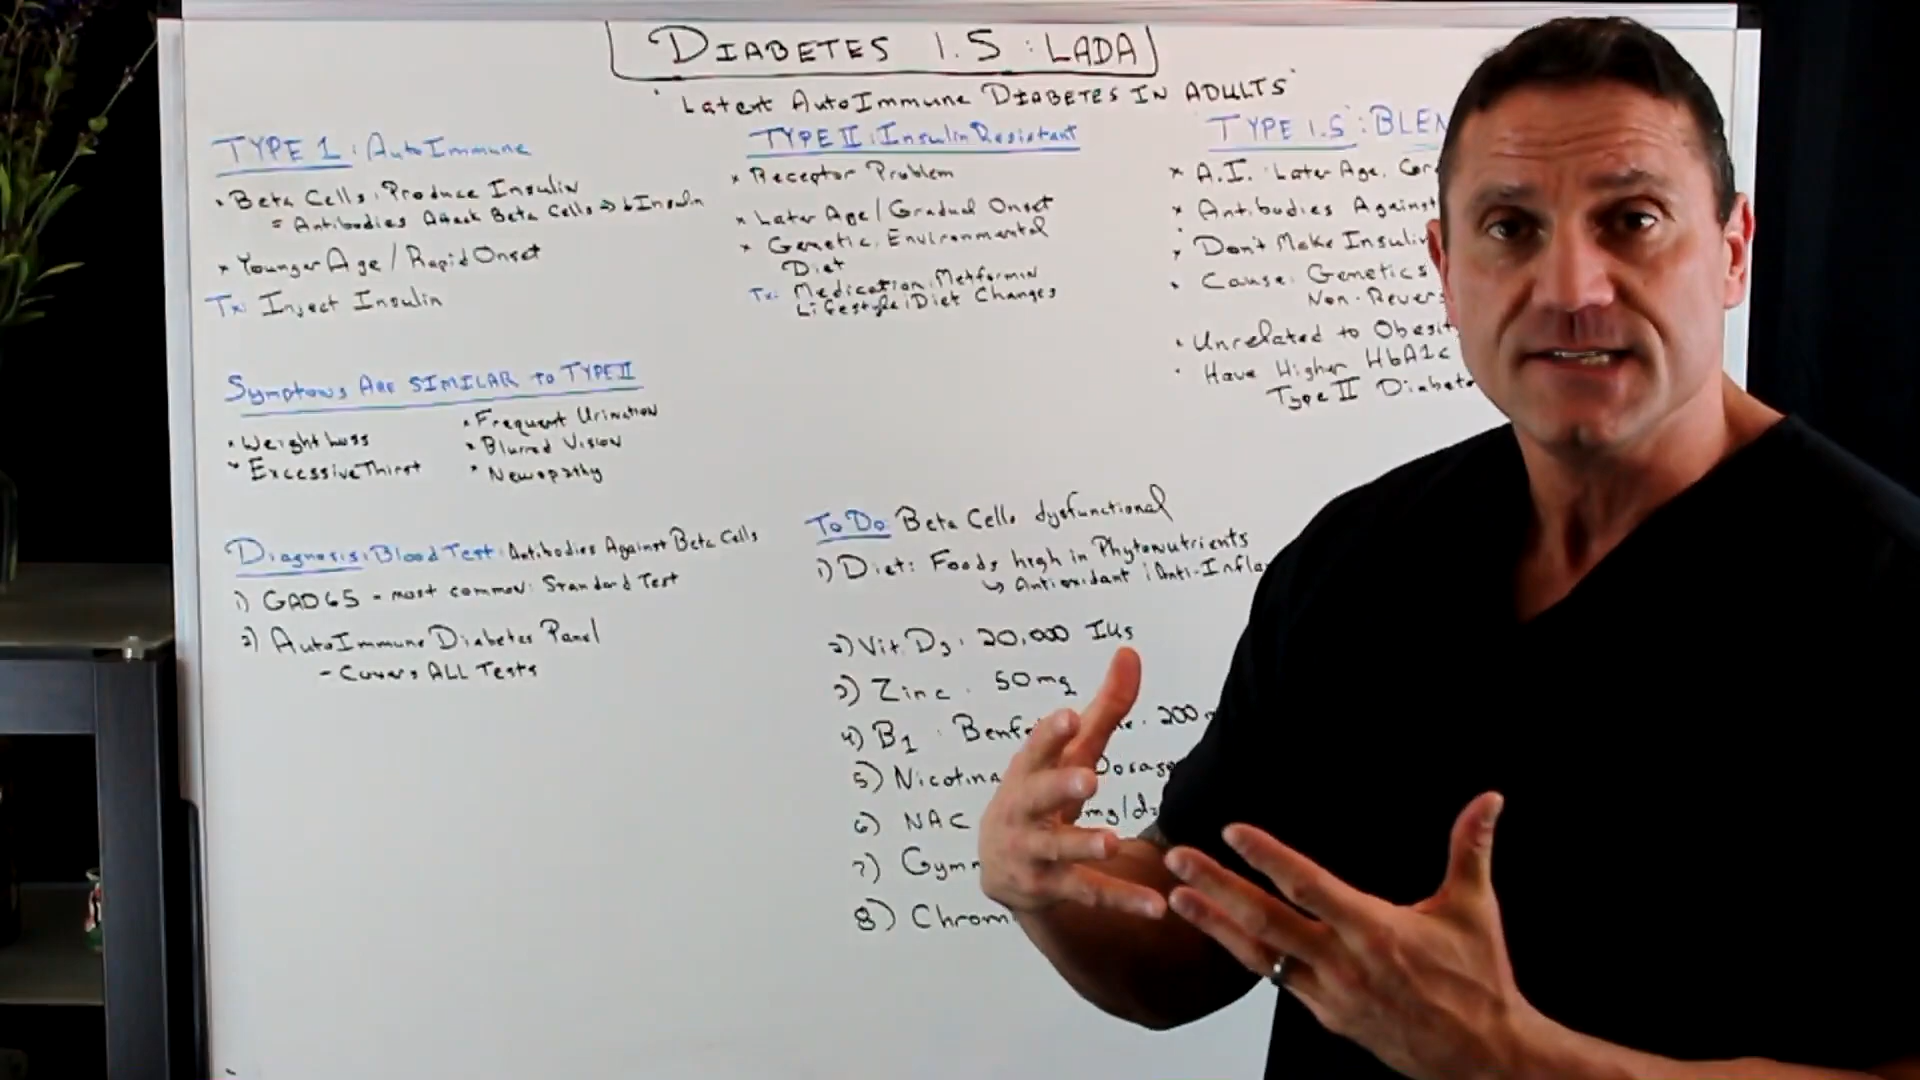 DIABETES 1.5 : LADA
"Latent AutoImmune DIABETES IN ADULTS"
TYPE 1 : AutoImmune
• Beta Cells : Produce Insulin
= Antibodies Attack Beta Cells → ↓Insulin
* Younger Age / Rapid Onset
Tx: Inject Insulin
TYPE II : Insulin Resistant
* Receptor Problem
* Later Age / Gradual Onset
* Genetic, Environmental
Diet
Tx: Medication: Metformin
Lifestyle : Diet Changes
TYPE 1.5 : BLEN
* A.I. : Later Age,
* Antibodies Against
* Don't Make Insulin
• Cause: Genetics
Non-Revers
• Unrelated to Obesit
• Have Higher HbA1c
Type II Diabete
Symptoms ARE SIMILAR TO TYPE II
• Weight Loss
* Excessive Thirst
• Frequent Urination
• Blurred Vision
* Neuropathy
Diagnosis : Blood Test : Antibodies Against Beta Cells
1) GAD65 - most common : Standard Test
2) AutoImmune Diabetes Panel
- Covers ALL Tests
To Do: Beta Cells dysfunctional
1) Diet: Foods high in Phytonutrients
↳ Antioxidant / Anti-Infla
2) Vit. D3 : 20,000 IUs
3) Zinc : 50mg
4) B1 : Benf 200
5) Nicotina Dosage
6) NAC mg/d
7) Gymn
8) Chrom